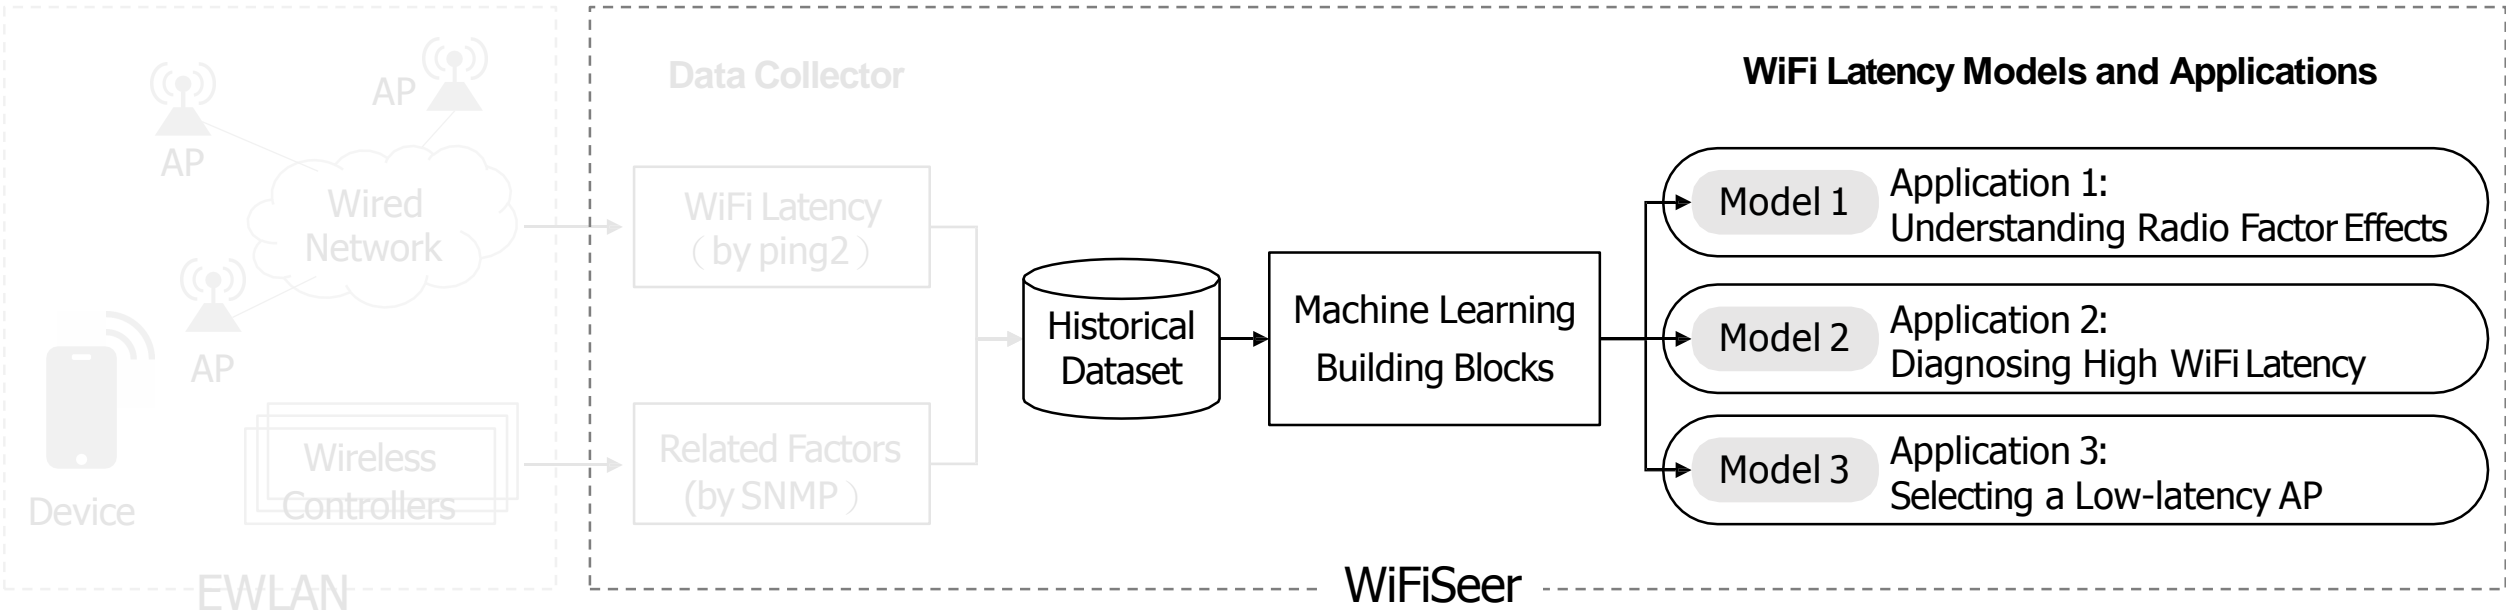 Data Collector
WiFi Latency Models and Applications
AP
AP
Wired
Network
AP
Device
Wireless
Controllers
EWLAN
WiFi Latency
（by ping2）
Related Factors
(by SNMP）
Historical
Dataset
Machine Learning
Building Blocks
Model 1
Application 1:
Understanding Radio Factor Effects
Model 2
Application 2:
Diagnosing High WiFi Latency
Model 3
Application 3:
Selecting a Low-latency AP
WiFiSeer